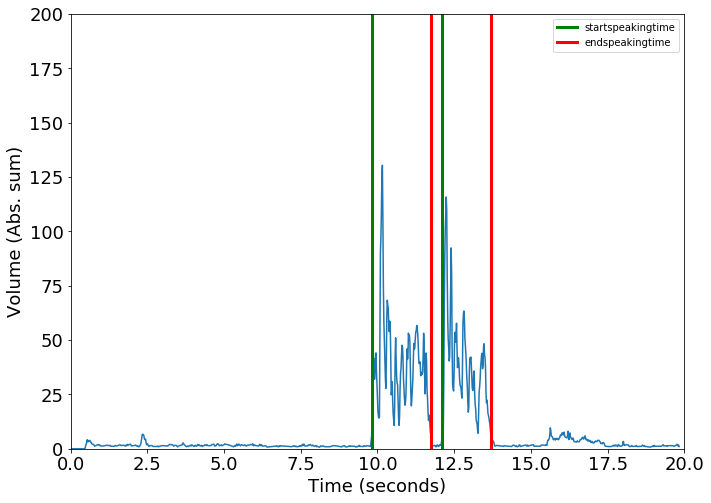 200
175
150
125
100
75
50
25
0
Volume (Abs. sum)
startspeakingtime
endspeakingtime
0.0 2.5 5.0 7.5 10.0 12.5 15.0 17.5 20.0
Time (seconds)